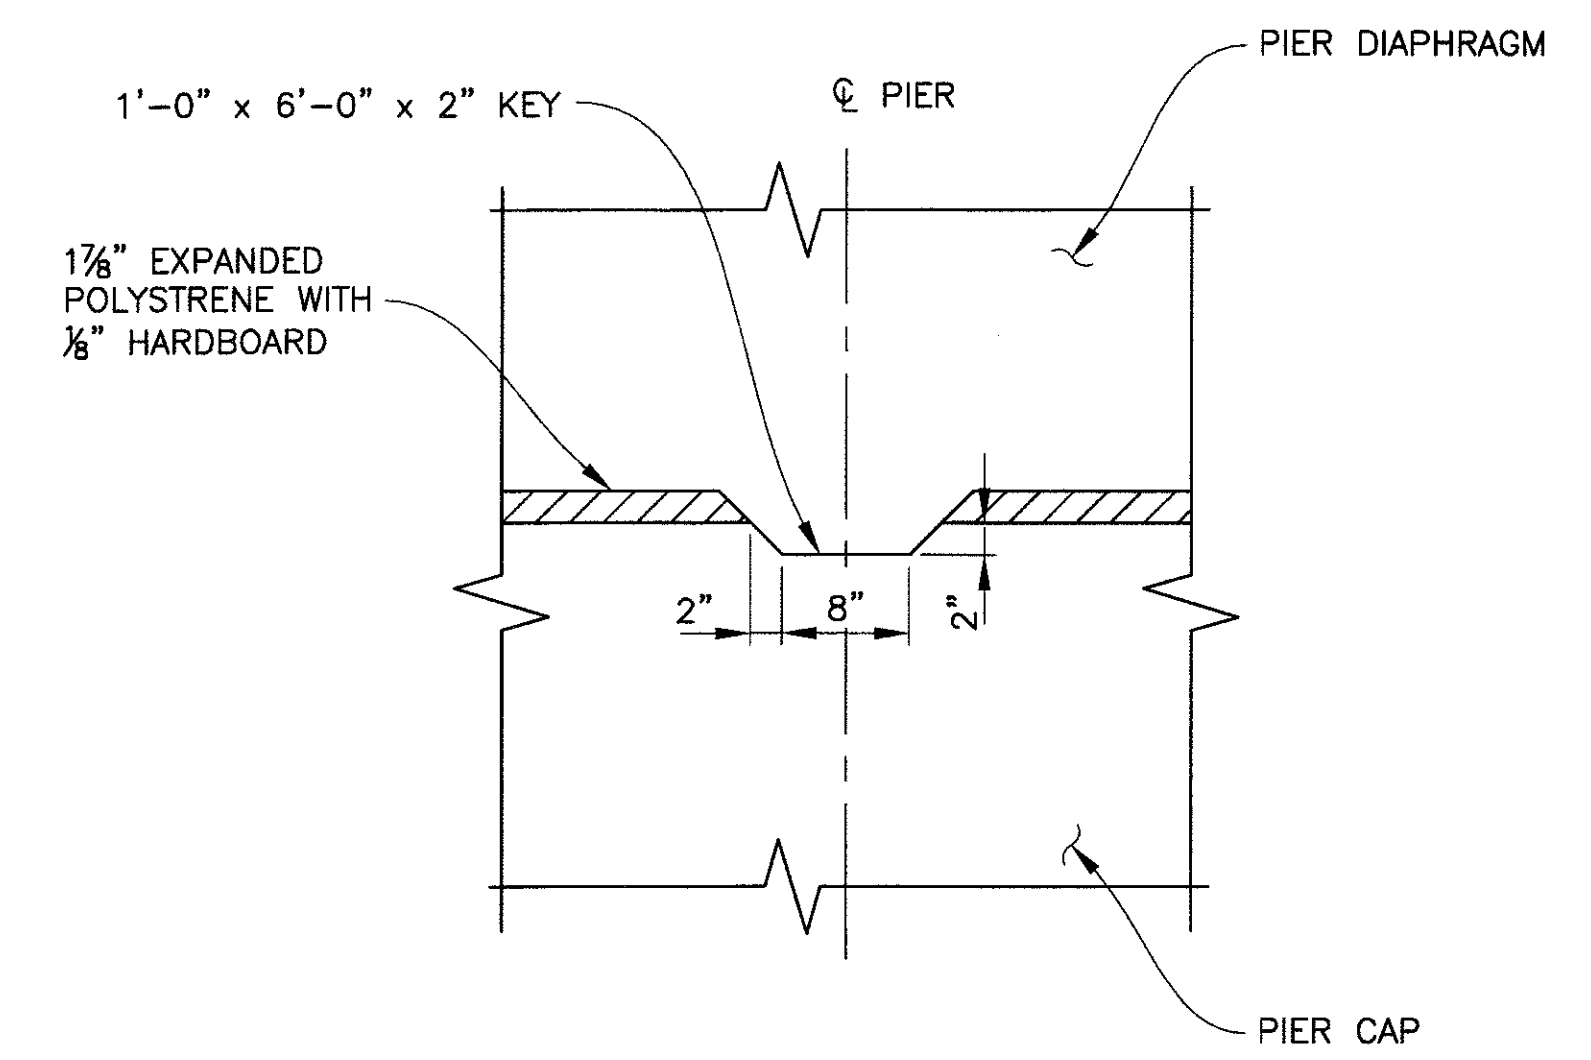 PIER DIAPHRAGM
1'-0" x 6'-0" x 2" KEY
℄ PIER
1⅞" EXPANDED
POLYSTRENE WITH
⅛" HARDBOARD
2"
8"
2"
PIER CAP